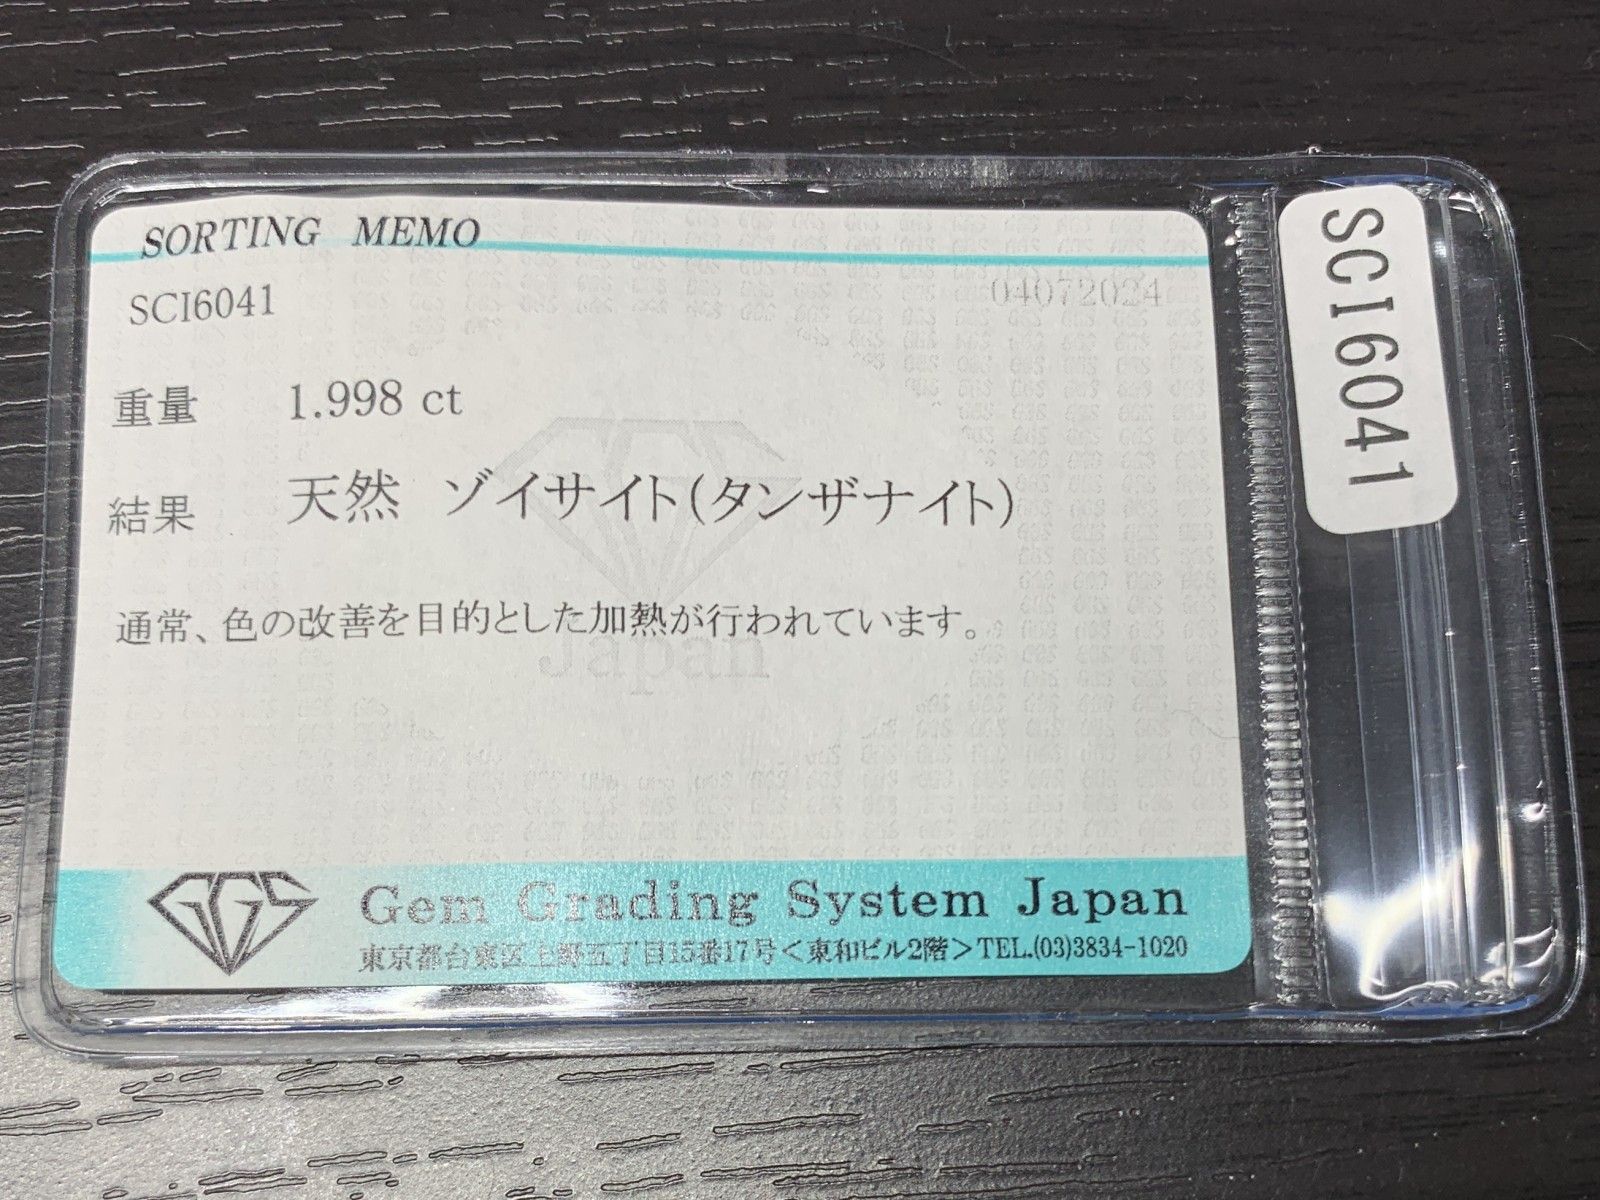 SORTING MEMO
SCI6041
04072024
重量 1.998 ct
結果 天然 ゾイサイト(タンザナイト)
通常、色の改善を目的とした加熱が行われています。
Japan
GGS
Gem Grading System Japan
東京都台東区上野五丁目15番17号<東和ビル2階>TEL.(03)3834-1020
SCI6041